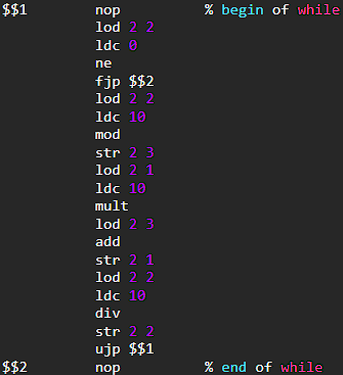 $$1 nop % begin of while
lod 2 2
ldc 0
ne
fjp $$2
lod 2 2
ldc 10
mod
str 2 3
lod 2 1
ldc 10
mult
lod 2 3
add
str 2 1
lod 2 2
ldc 10
div
str 2 2
ujp $$1
$$2 nop % end of while